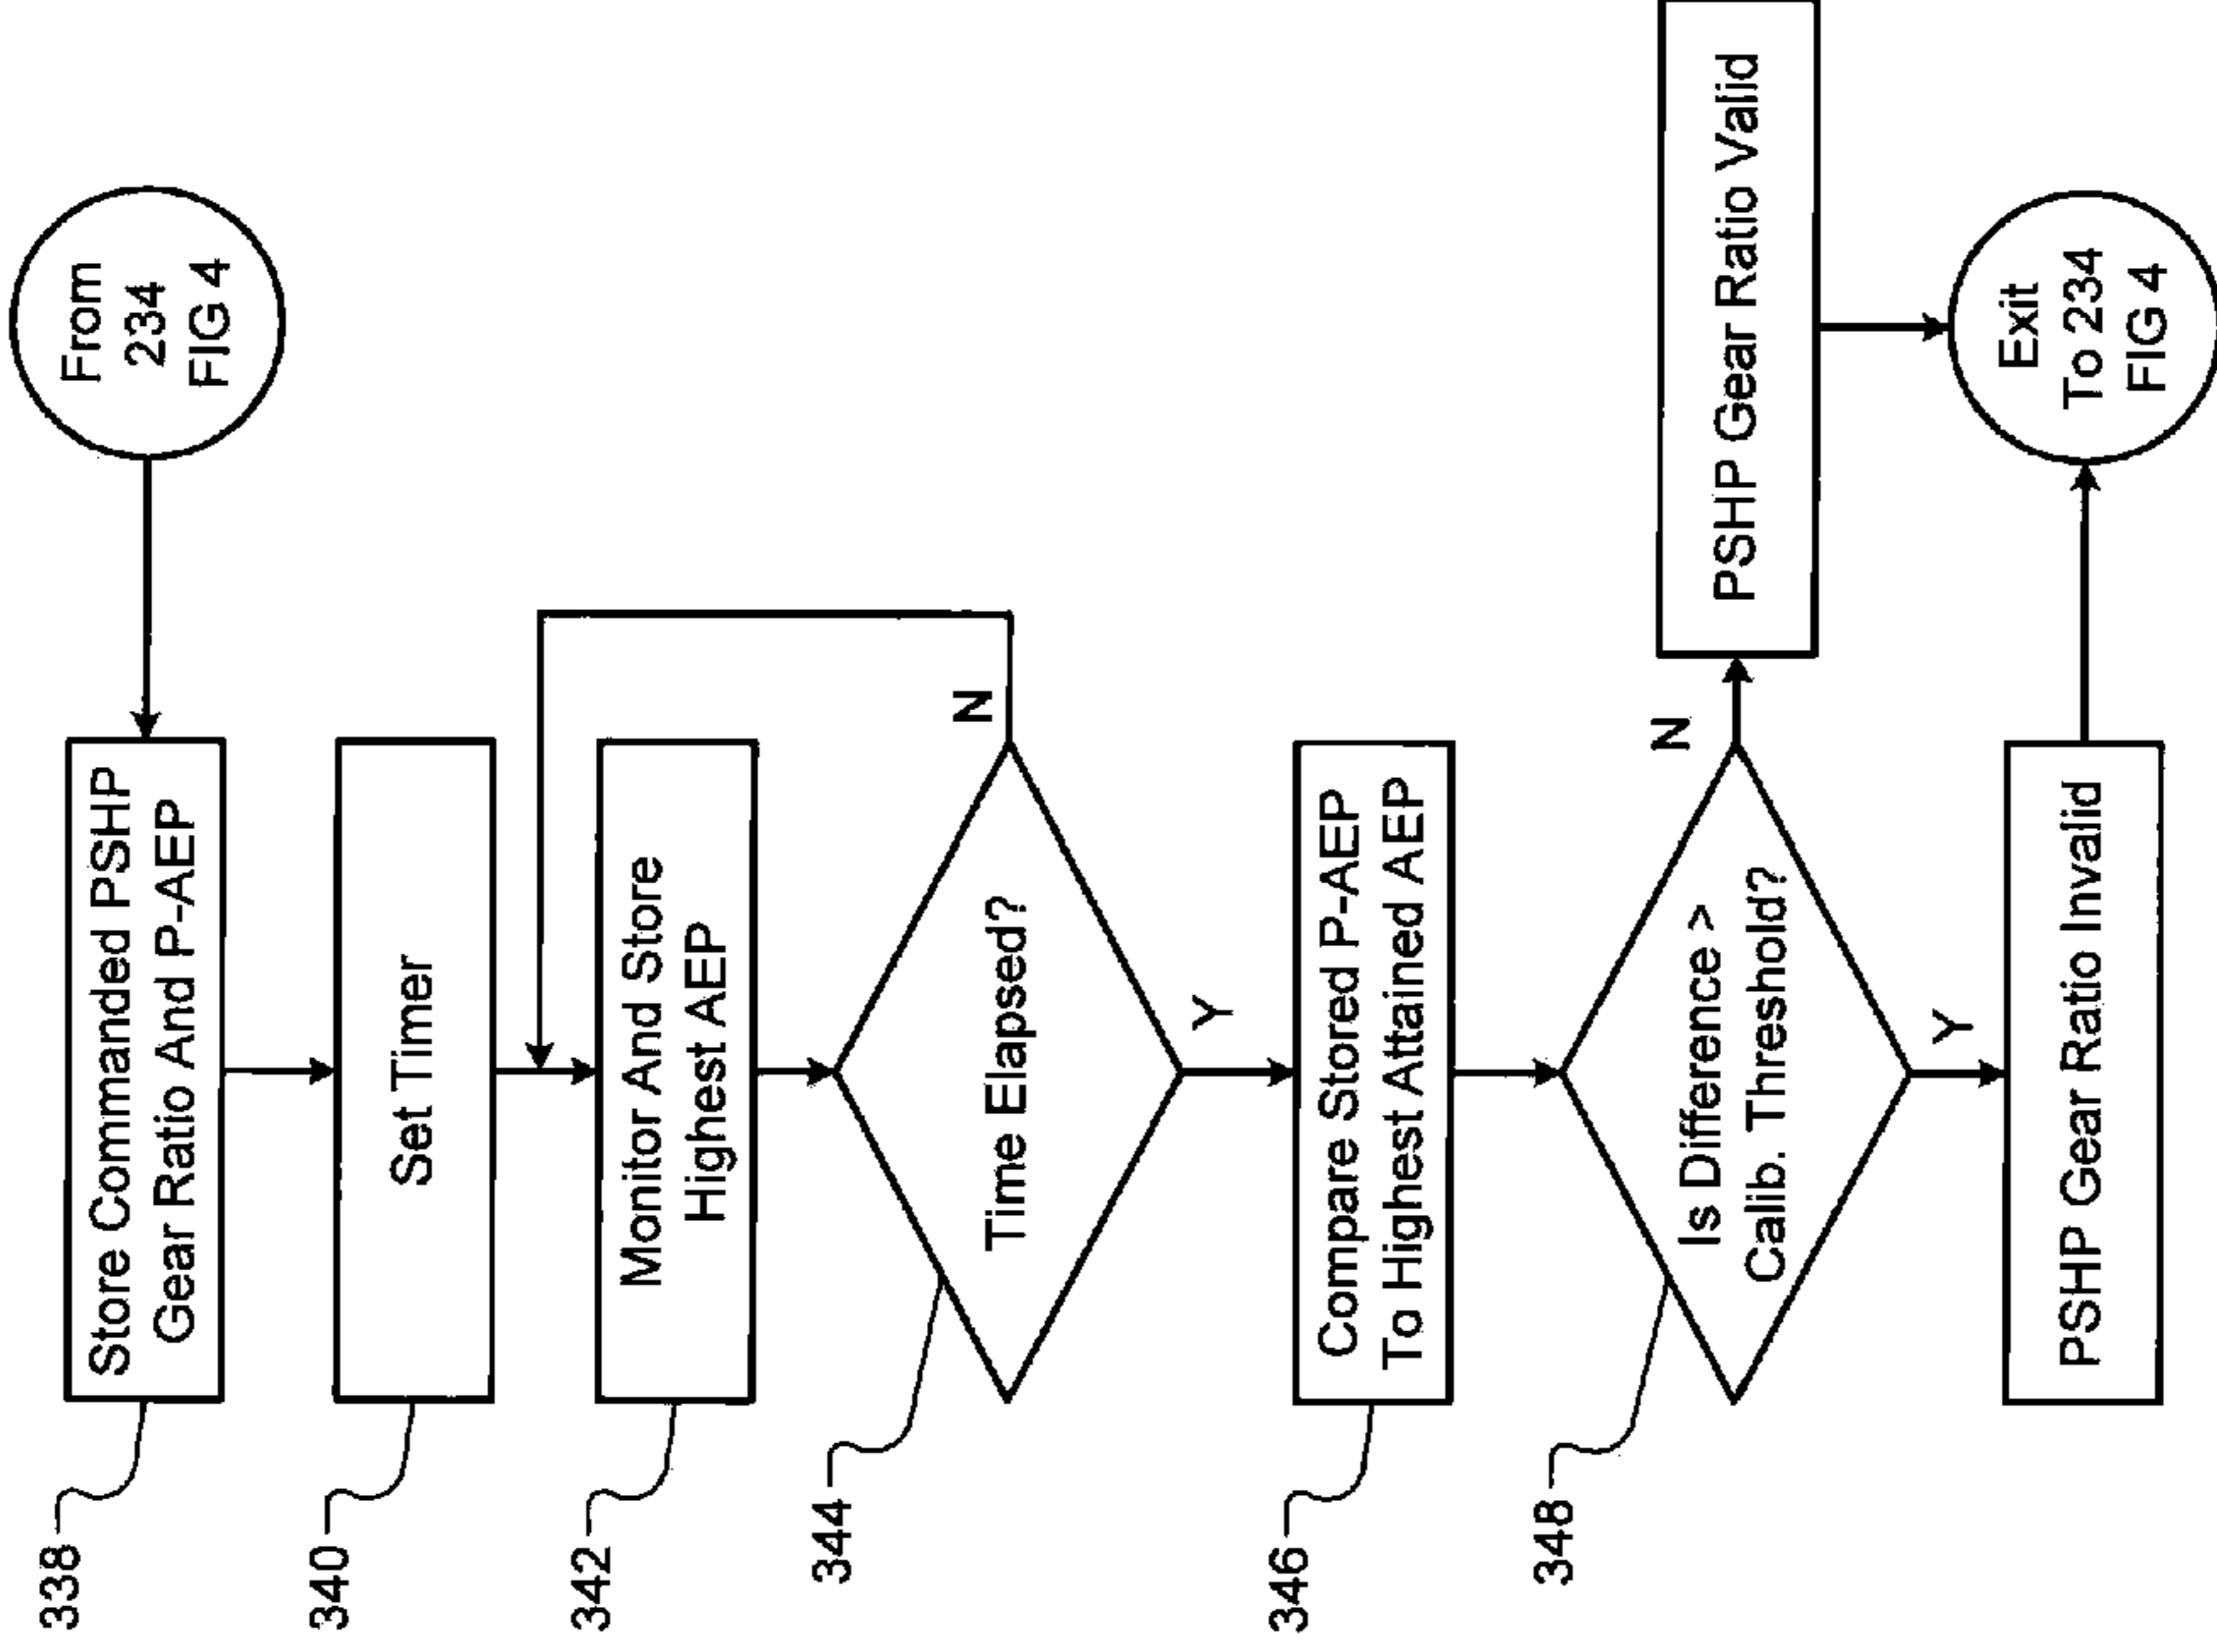 From
234
FIG 4
338
Store Commanded PSHP
Gear Ratio And P-AEP
340
Set Timer
342
Monitor And Store
Highest AEP
344
Time Elapsed?
N
Y
346
Compare Stored P-AEP
To Highest Attained AEP
348
Is Difference >
Calib. Threshold?
N
PSHP Gear Ratio Valid
Y
PSHP Gear Ratio Invalid
Exit
To 234
FIG 4